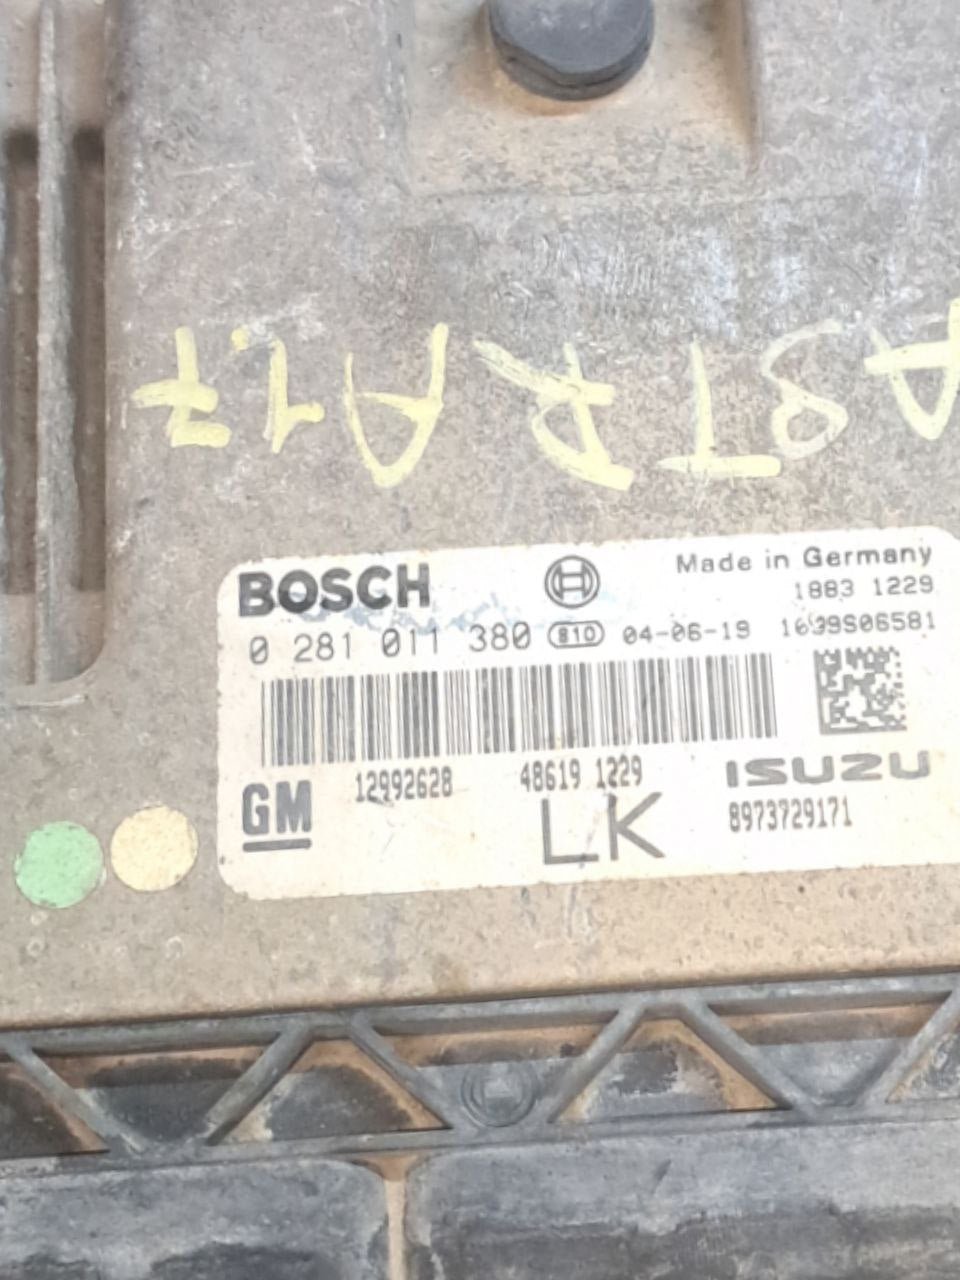 ASTRA 1.7
BOSCH
Made in Germany
1883 1229
0 281 011 380 810 04-06-19 1039S06581
GM 12992628 48619 1229 ISUZU
LK 8973729171